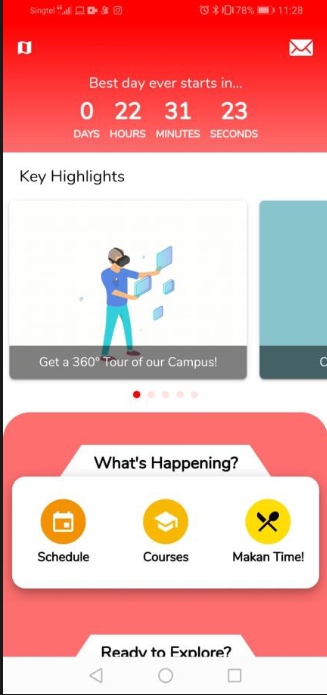 Singtel 78% 11:28
Best day ever starts in...
0 22 31 23
DAYS HOURS MINUTES SECONDS
Key Highlights
Get a 360° Tour of our Campus!
What's Happening?
Schedule Courses Makan Time!
Ready to Explore?